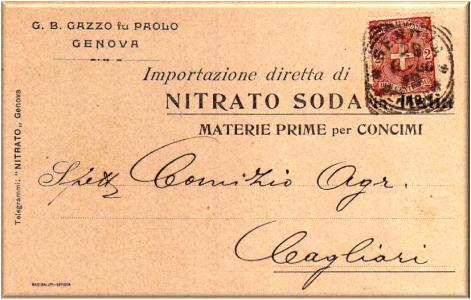 G. B. GAZZO fu PAOLO
GENOVA
Importazione diretta di
NITRATO SODA
MATERIE PRIME per CONCIMI
Telegrammi: "NITRATO" Genova
Spett Comizio Agr.
Cagliari